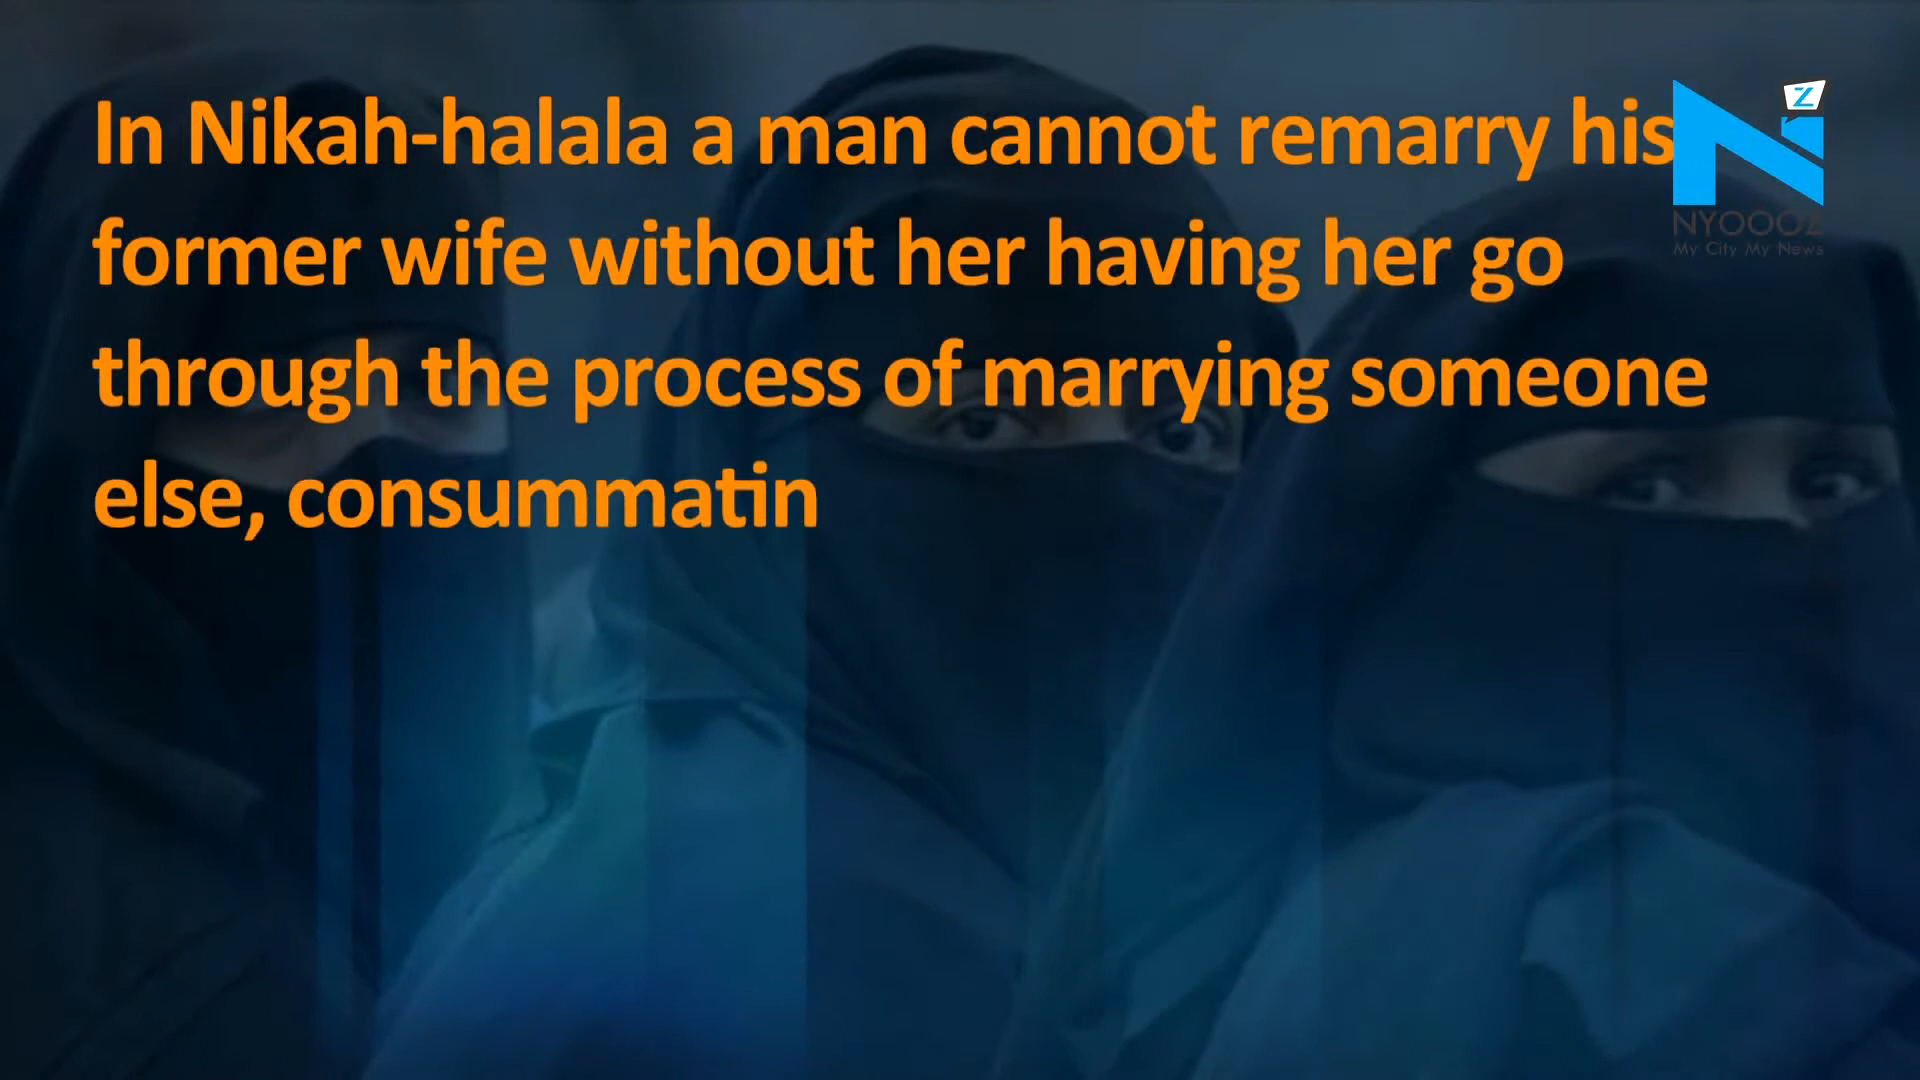 In Nikah-halala a man cannot remarry his
former wife without her having her go
through the process of marrying someone
else, consummatin
Z
NYOOOZ
My City My News